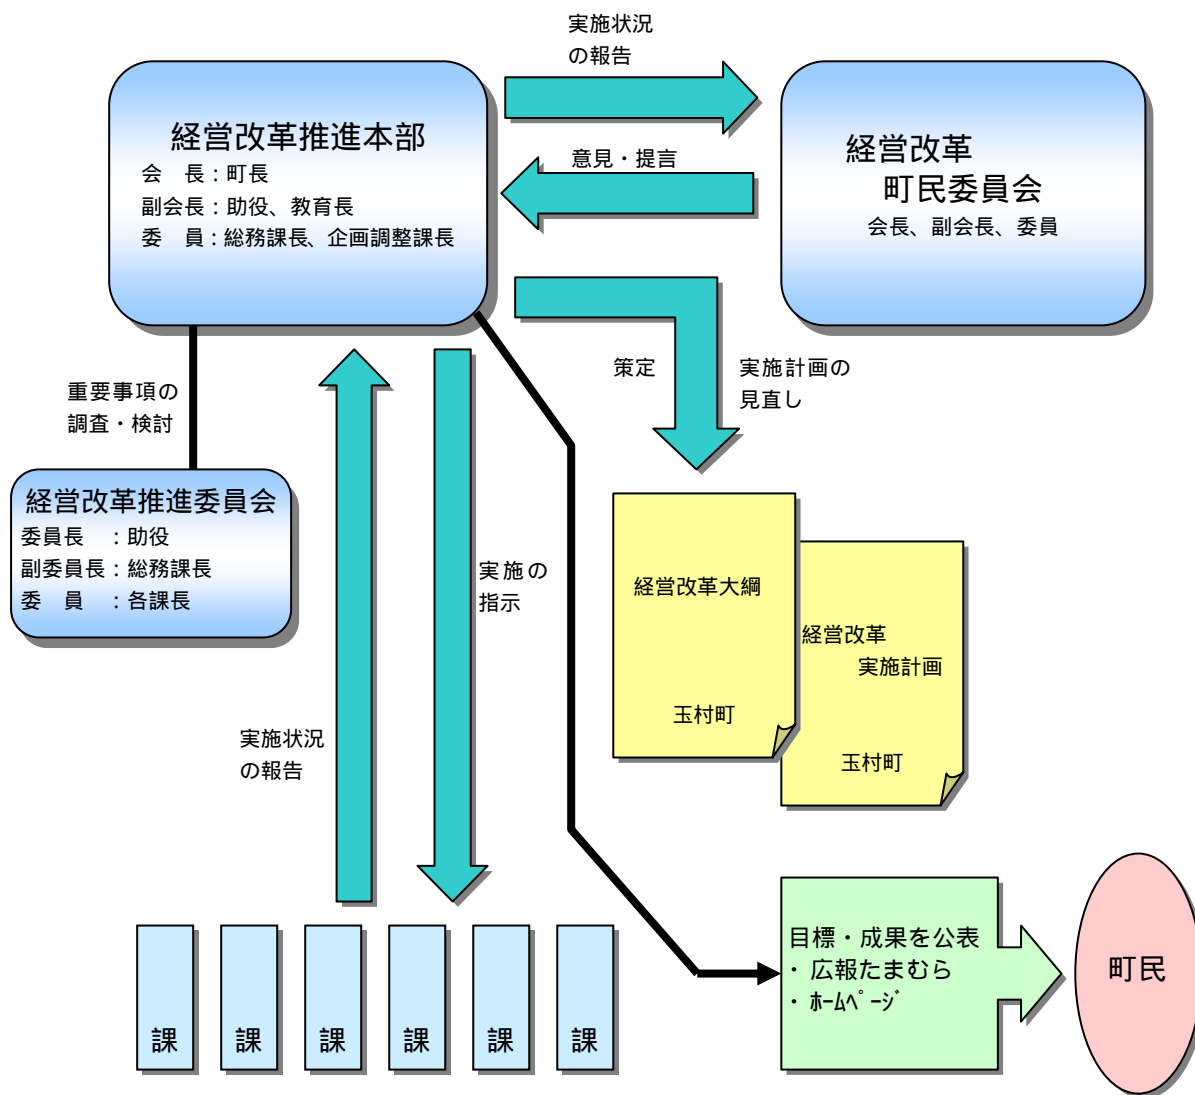 実施状況
の報告
経営改革推進本部
会　長：町長
副会長：助役、教育長
委　員：総務課長、企画調整課長
意見・提言
経営改革
町民委員会
会長、副会長、委員
重要事項の
調査・検討
策定
実施計画の
見直し
経営改革推進委員会
委員長　：助役
副委員長：総務課長
委　員　：各課長
実施の
指示
経営改革大綱
玉村町
経営改革
実施計画
玉村町
実施状況
の報告
目標・成果を公表
・広報たまむら
・ホームページ
町民
課
課
課
課
課
課